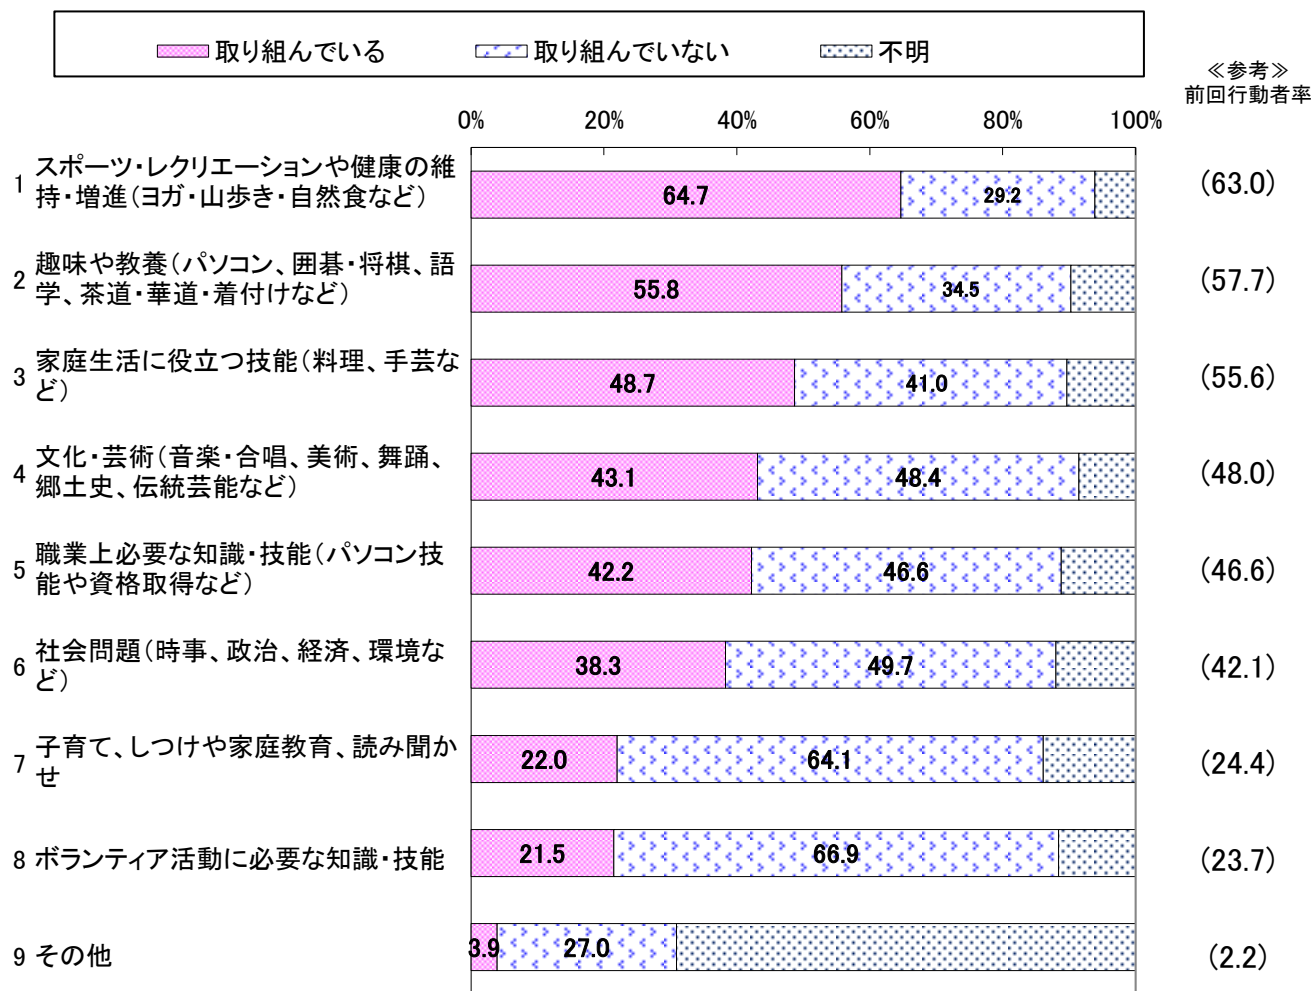 取り組んでいる 取り組んでいない 不明
≪参考≫
前回行動者率
0% 20% 40% 60% 80% 100%
1 スポーツ・レクリエーションや健康の維
持・増進(ヨガ・山歩き・自然食など)
64.7 29.2 (63.0)
2 趣味や教養(パソコン、囲碁・将棋、語
学、茶道・華道・着付けなど)
55.8 34.5 (57.7)
3 家庭生活に役立つ技能(料理、手芸な
ど)
48.7 41.0 (55.6)
4 文化・芸術(音楽・合唱、美術、舞踊、
郷土史、伝統芸能など)
43.1 48.4 (48.0)
5 職業上必要な知識・技能(パソコン技
能や資格取得など)
42.2 46.6 (46.6)
6 社会問題(時事、政治、経済、環境な
ど)
38.3 49.7 (42.1)
7 子育て、しつけや家庭教育、読み聞か
せ
22.0 64.1 (24.4)
8 ボランティア活動に必要な知識・技能
21.5 66.9 (23.7)
9 その他
3.9 27.0 (2.2)